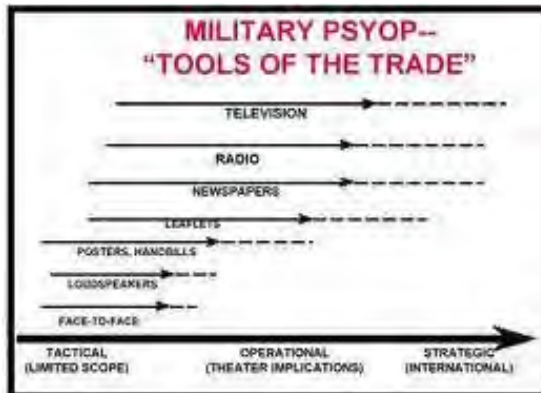 MILITARY PSYOP--
“TOOLS OF THE TRADE”
TELEVISION
RADIO
NEWSPAPERS
LEAFLETS
POSTERS, HANDBILLS
LOUDSPEAKERS
FACE-TO-FACE
TACTICAL
(LIMITED SCOPE)
OPERATIONAL
(THEATER IMPLICATIONS)
STRATEGIC
(INTERNATIONAL)